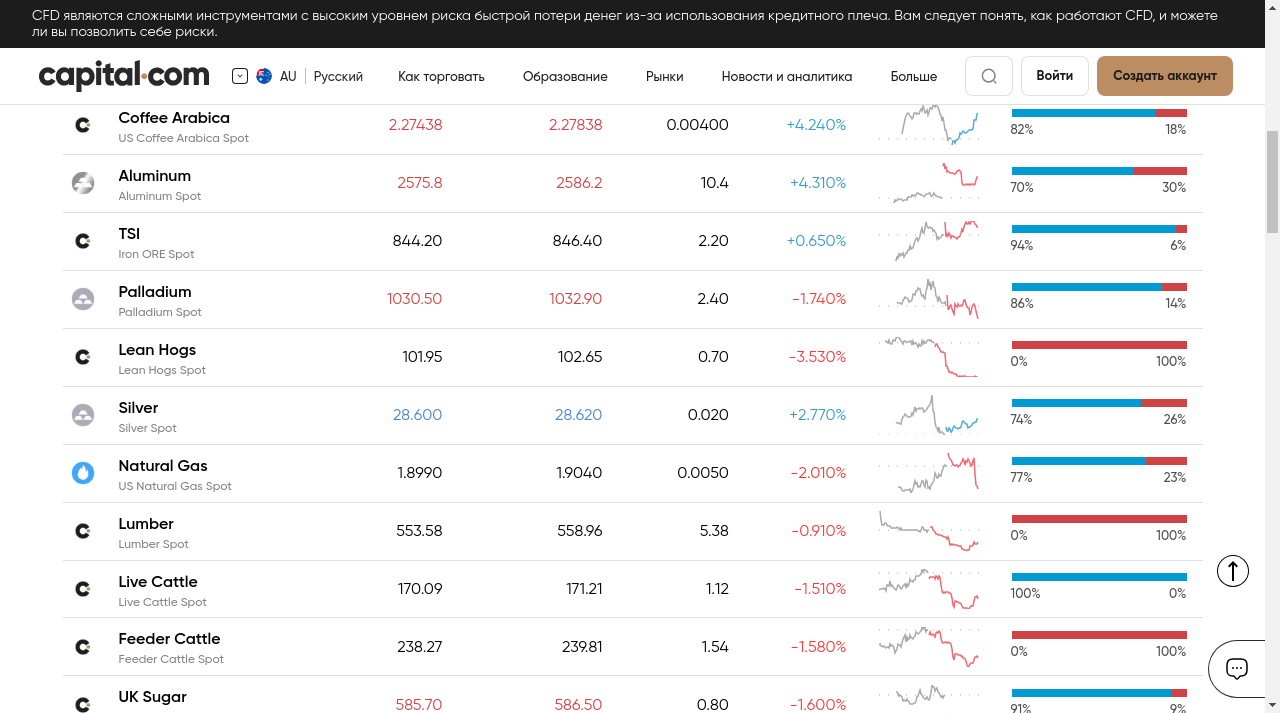 CFD являются сложными инструментами с высоким уровнем риска быстрой потери денег из-за использования кредитного плеча. Вам следует понять, как работают CFD, и можете
ли вы позволить себе риски.
capital.com AU Русский Как торговать Образование Рынки Новости и аналитика Больше Войти Создать аккаунт
Coffee Arabica 2.27438 2.27838 0.00400 +4.240%
US Coffee Arabica Spot 82% 18%
Aluminum 2575.8 2586.2 10.4 +4.310%
Aluminum Spot 70% 30%
TSI 844.20 846.40 2.20 +0.650%
Iron ORE Spot 94% 6%
Palladium 1030.50 1032.90 2.40 -1.740%
Palladium Spot 86% 14%
Lean Hogs 101.95 102.65 0.70 -3.530%
Lean Hogs Spot 0% 100%
Silver 28.600 28.620 0.020 +2.770%
Silver Spot 74% 26%
Natural Gas 1.8990 1.9040 0.0050 -2.010%
US Natural Gas Spot 77% 23%
Lumber 553.58 558.96 5.38 -0.910%
Lumber Spot 0% 100%
Live Cattle 170.09 171.21 1.12 -1.510%
Live Cattle Spot 100% 0%
Feeder Cattle 238.27 239.81 1.54 -1.580%
Feeder Cattle Spot 0% 100%
UK Sugar 585.70 586.50 0.80 -1.600%
91% 9%